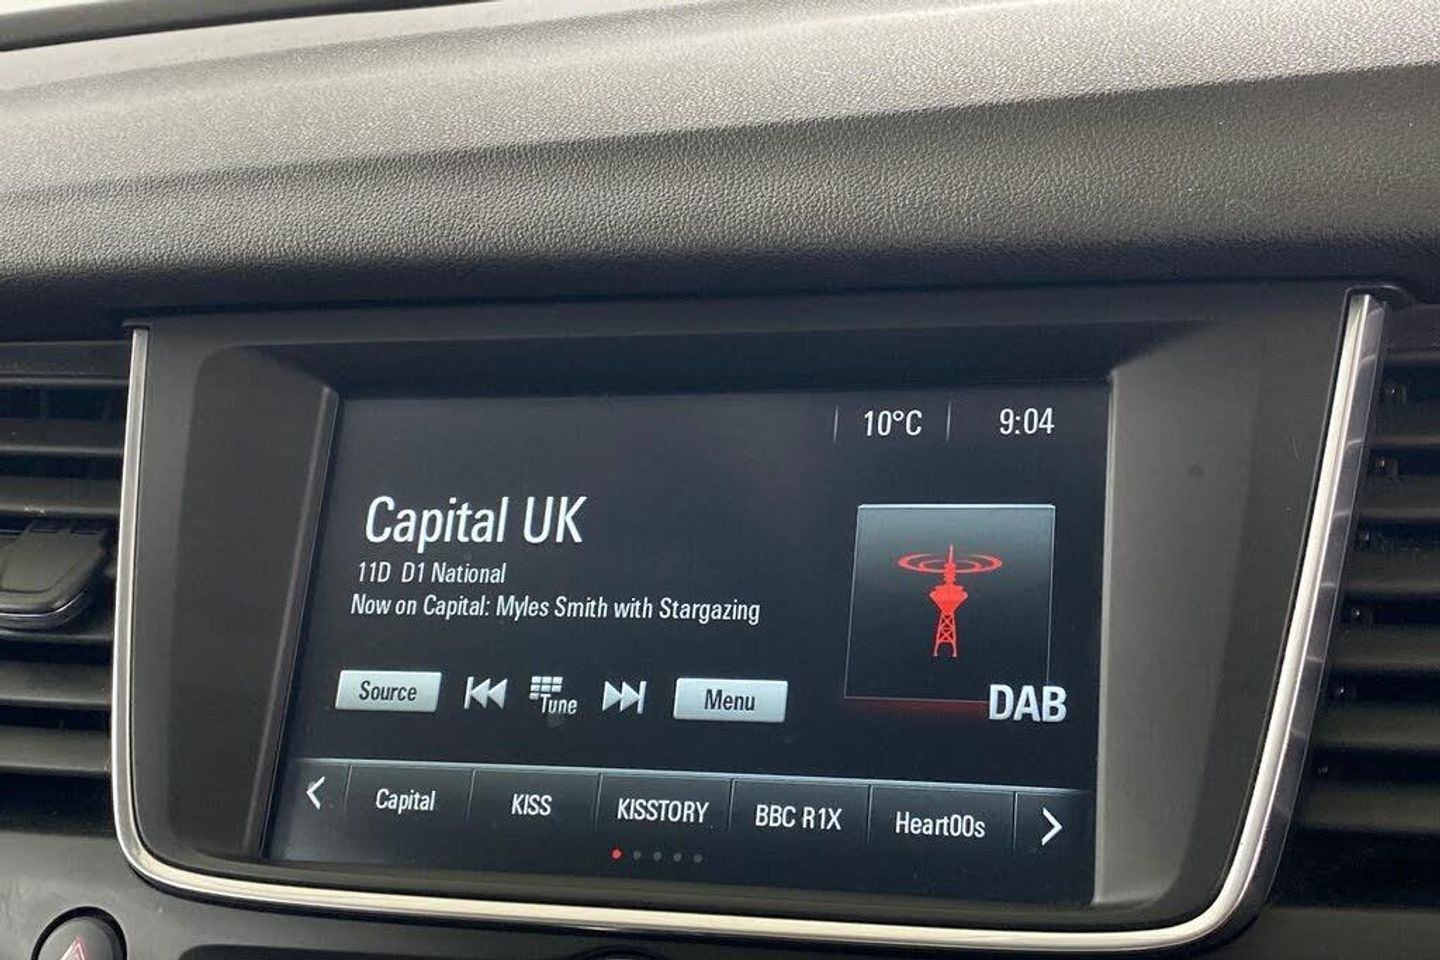 10°C 9:04
Capital UK
11D D1 National
Now on Capital: Myles Smith with Stargazing
DAB
Source Tune Menu
Capital KISS KISSTORY BBC R1X Heart00s